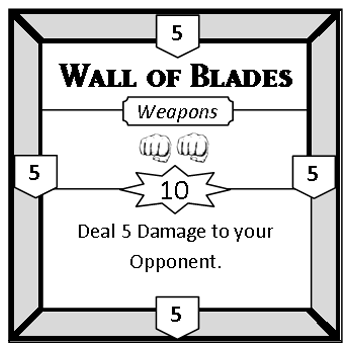 5
WALL OF BLADES
Weapons
5
5
10
Deal 5 Damage to your
Opponent.
5